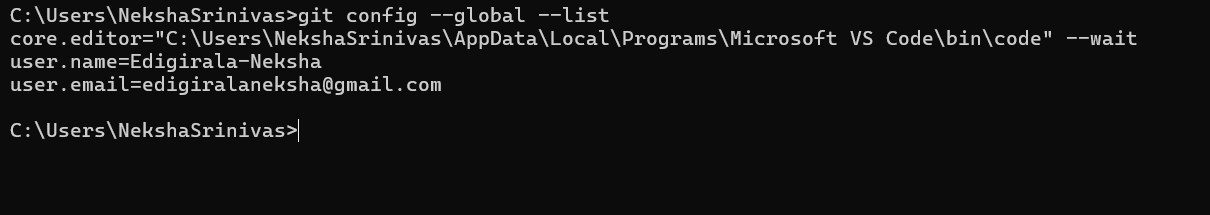 C:\Users\NekshaSrinivas>git config --global --list
core.editor="C:\Users\NekshaSrinivas\AppData\Local\Programs\Microsoft VS Code\bin\code" --wait
user.name=Edigirala-Neksha
user.email=edigiralaneksha@gmail.com
C:\Users\NekshaSrinivas>